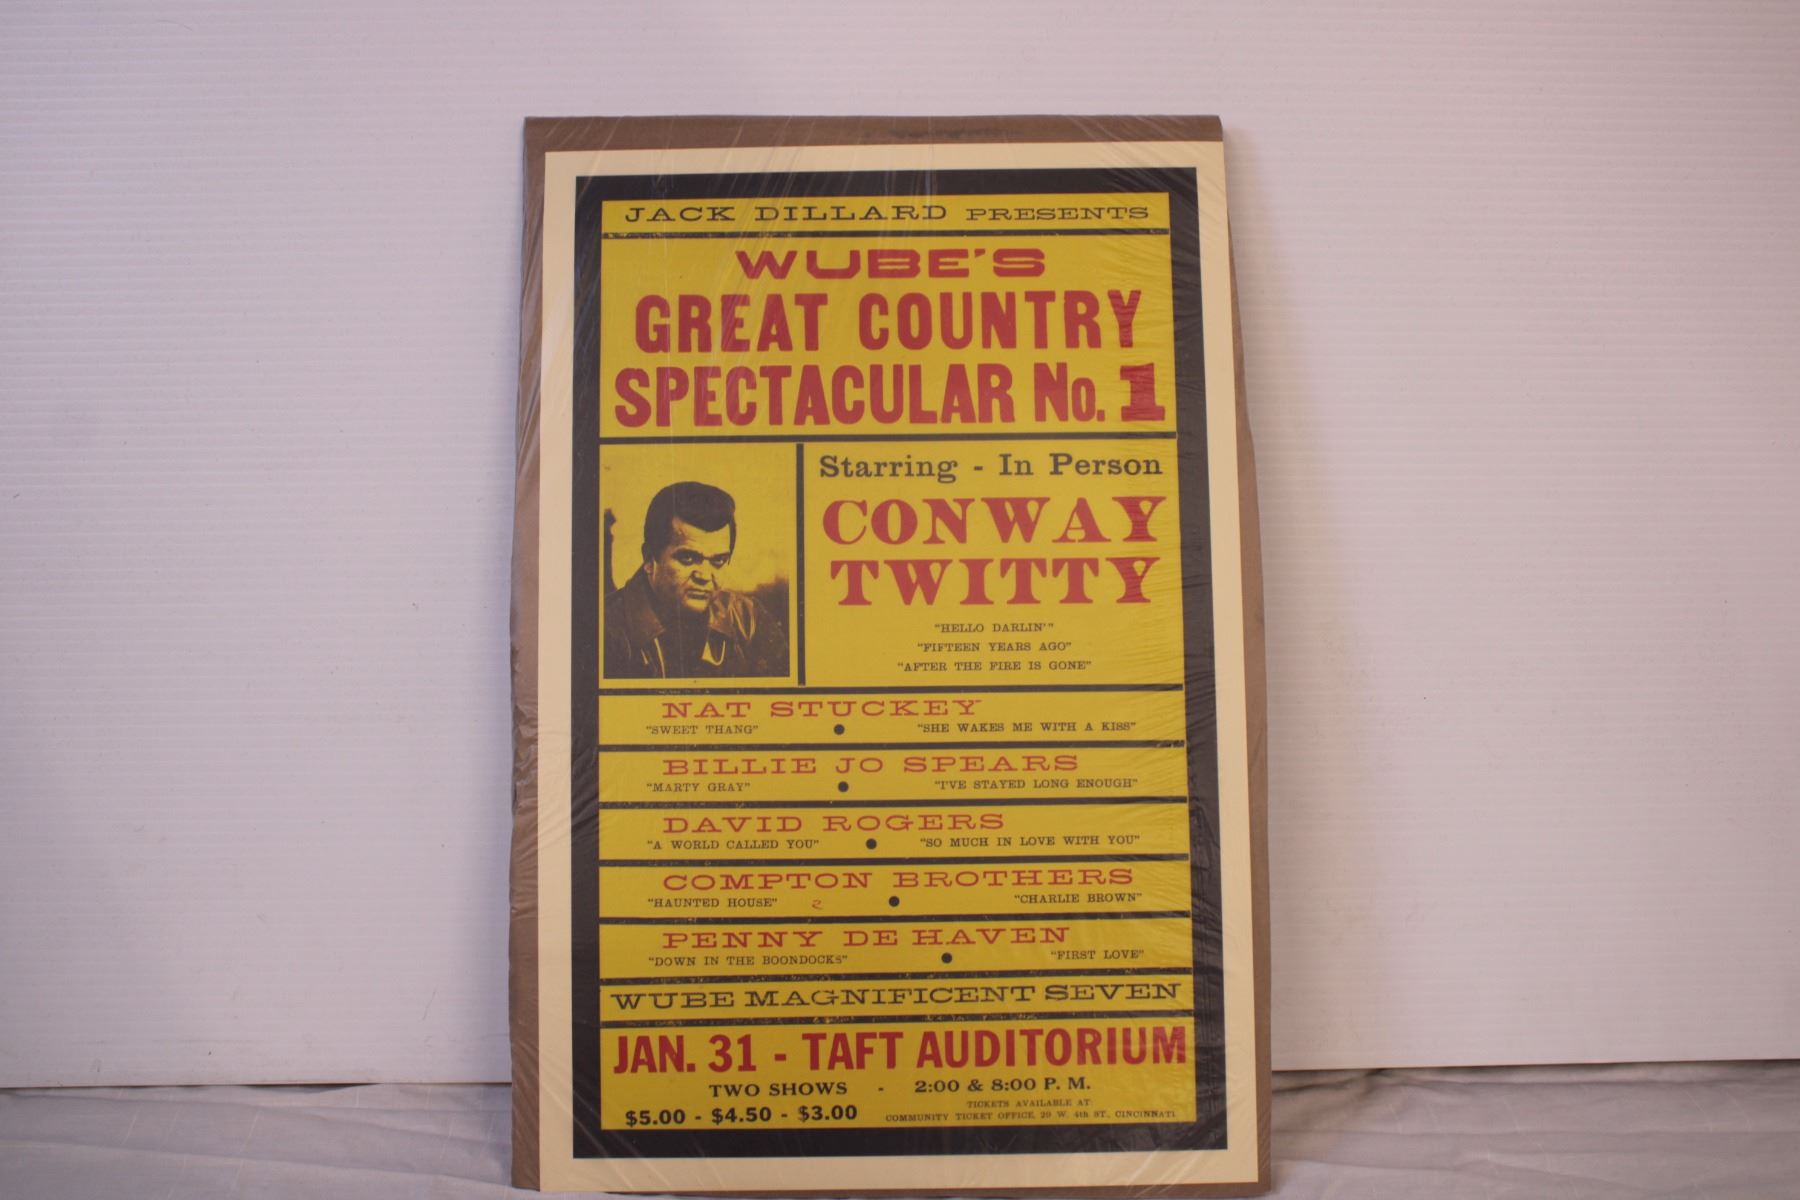 JACK DILLARD PRESENTS
WUBE'S
GREAT COUNTRY
SPECTACULAR No. 1
Starring - In Person
CONWAY
TWITTY
"HELLO DARLIN'"
"FIFTEEN YEARS AGO"
"AFTER THE FIRE IS GONE"
NAT STUCKEY
"SWEET THANG" ● "SHE WAKES ME WITH A KISS"
BILLIE JO SPEARS
"MARTY GRAY" ● "I'VE STAYED LONG ENOUGH"
DAVID ROGERS
"A WORLD CALLED YOU" ● "SO MUCH IN LOVE WITH YOU"
COMPTON BROTHERS
"HAUNTED HOUSE" ● "CHARLIE BROWN"
PENNY DE HAVEN
"DOWN IN THE BOONDOCKS" ● "FIRST LOVE"
WUBE MAGNIFICENT SEVEN
JAN. 31 - TAFT AUDITORIUM
TWO SHOWS - 2:00 & 8:00 P. M.
$5.00 - $4.50 - $3.00
TICKETS AVAILABLE AT:
COMMUNITY TICKET OFFICE, 29 W. 4th ST., CINCINNATI